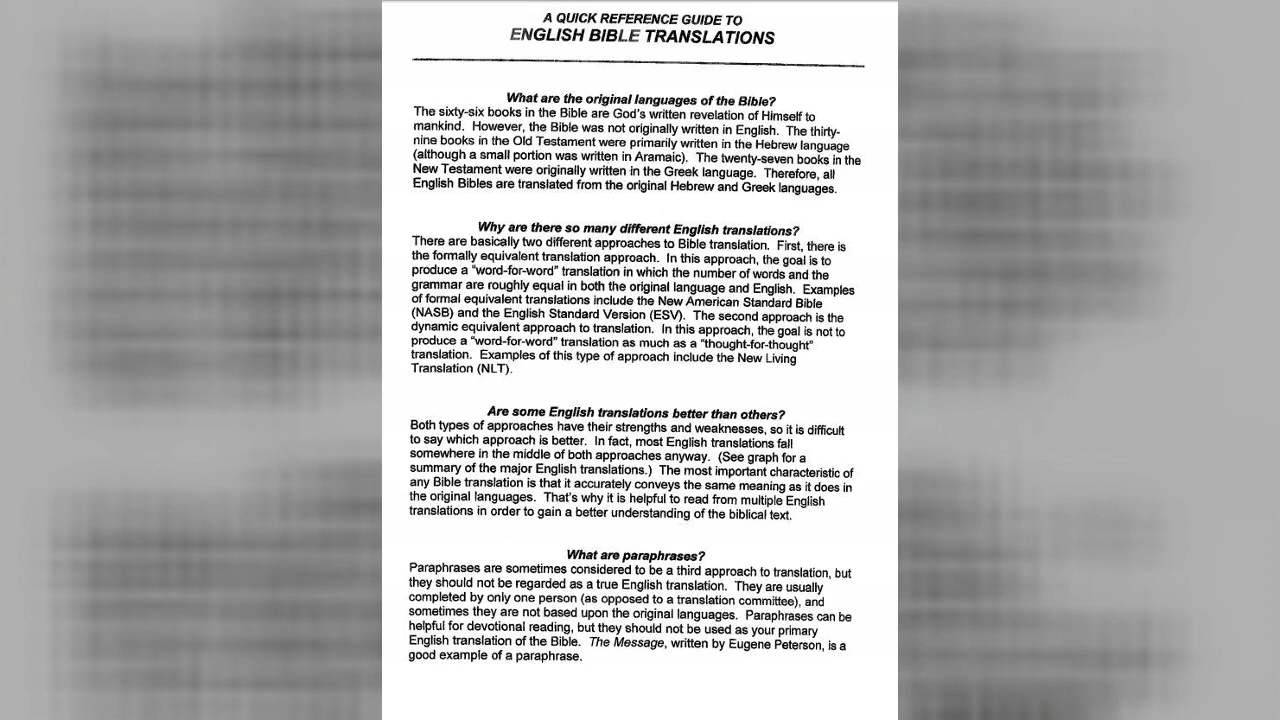 A QUICK REFERENCE GUIDE TO
ENGLISH BIBLE TRANSLATIONS
What are the original languages of the Bible?
The sixty-six books in the Bible are God's written revelation of Himself to
mankind. However, the Bible was not originally written in English. The thirty-
nine books in the Old Testament were primarily written in the Hebrew language
(although a small portion was written in Aramaic). The twenty-seven books in the
New Testament were originally written in the Greek language. Therefore, all
English Bibles are translated from the original Hebrew and Greek languages.
Why are there so many different English translations?
There are basically two different approaches to Bible translation. First, there is
the formally equivalent translation approach. In this approach, the goal is to
produce a "word-for-word" translation in which the number of words and the
grammar are roughly equal in both the original language and English. Examples
of formal equivalent translations include the New American Standard Bible
(NASB) and the English Standard Version (ESV). The second approach is the
dynamic equivalent approach to translation. In this approach, the goal is not to
produce a "word-for-word" translation as much as a "thought-for-thought"
translation. Examples of this type of approach include the New Living
Translation (NLT).
Are some English translations better than others?
Both types of approaches have their strengths and weaknesses, so it is difficult
to say which approach is better. In fact, most English translations fall
somewhere in the middle of both approaches anyway. (See graph for a
summary of the major English translations.) The most important characteristic of
any Bible translation is that it accurately conveys the same meaning as it does in
the original languages. That's why it is helpful to read from multiple English
translations in order to gain a better understanding of the biblical text.
What are paraphrases?
Paraphrases are sometimes considered to be a third approach to translation, but
they should not be regarded as a true English translation. They are usually
completed by only one person (as opposed to a translation committee), and
sometimes they are not based upon the original languages. Paraphrases can be
helpful for devotional reading, but they should not be used as your primary
English translation of the Bible. The Message, written by Eugene Peterson, is a
good example of a paraphrase.